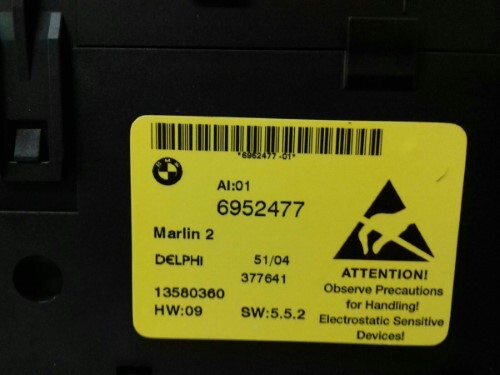 *6952477-01*
BMW
AI:01
6952477
Marlin 2
DELPHI 51/04
377641
13580360
HW:09 SW:5.5.2
ATTENTION!
Observe Precautions
for Handling!
Electrostatic Sensitive
Devices!